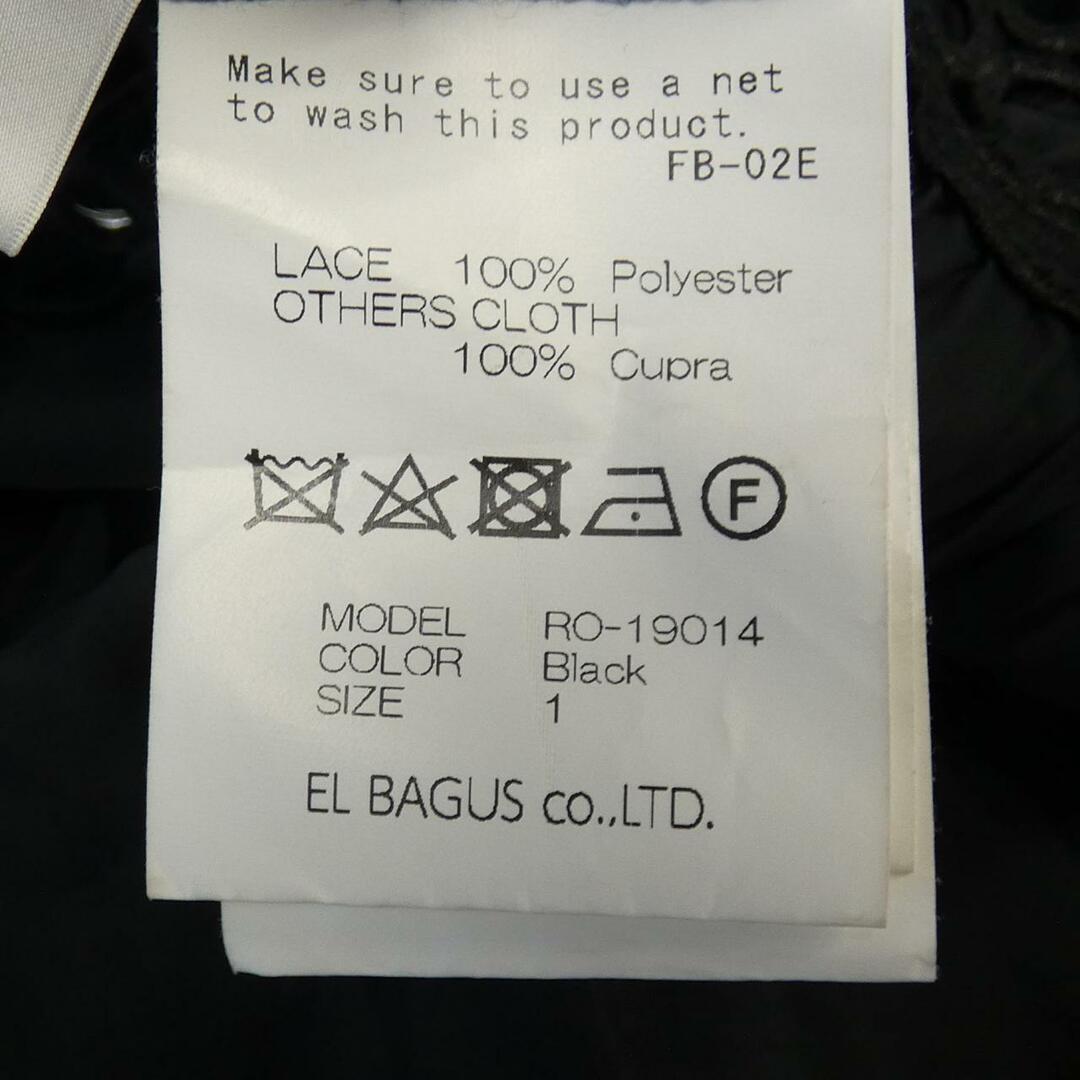 Make sure to use a net
to wash this product.
FB-02E
LACE 100% Polyester
OTHERS CLOTH
100% Cupra
F
MODEL RO-19014
COLOR Black
SIZE 1
EL BAGUS co.,LTD.